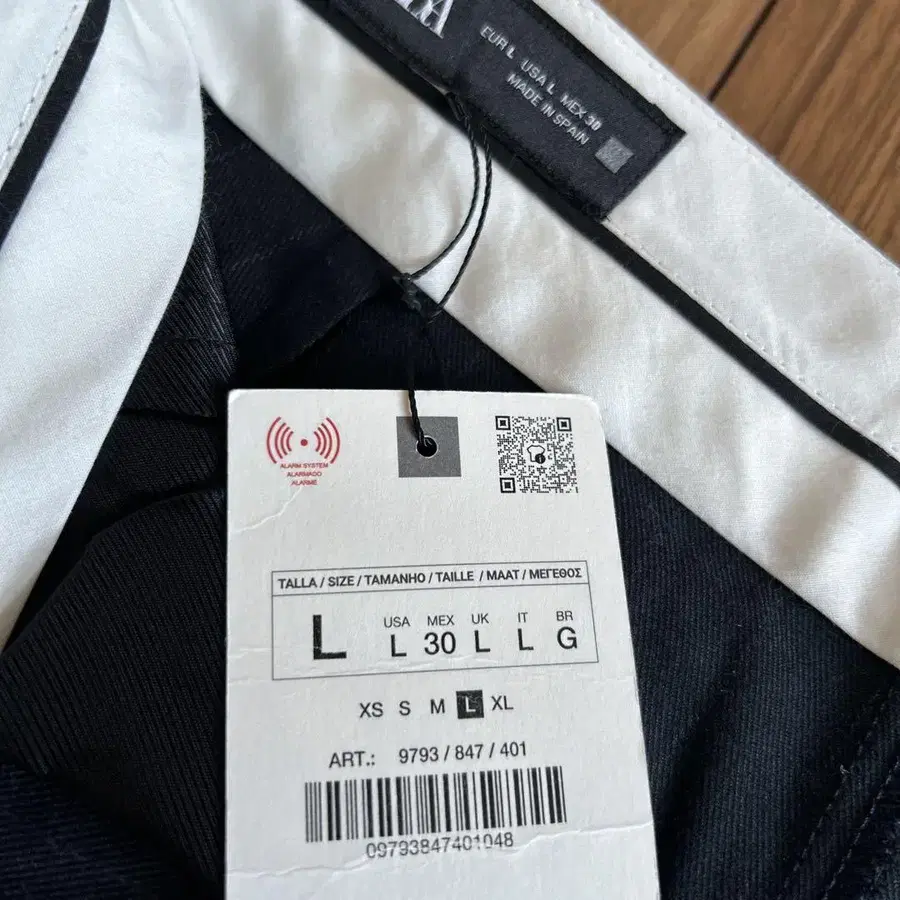 EUR L USA L MEX 30
MADE IN SPAIN
ALARM SYSTEM
ALARMADO
ALARME
TALLA / SIZE / TAMANHO / TAILLE / MAAT / ΜΕΓΕΘΟΣ
L
USA MEX UK IT BR
L 30 L L G
XS S M L XL
ART.: 9793 / 847 / 401
09793847401048